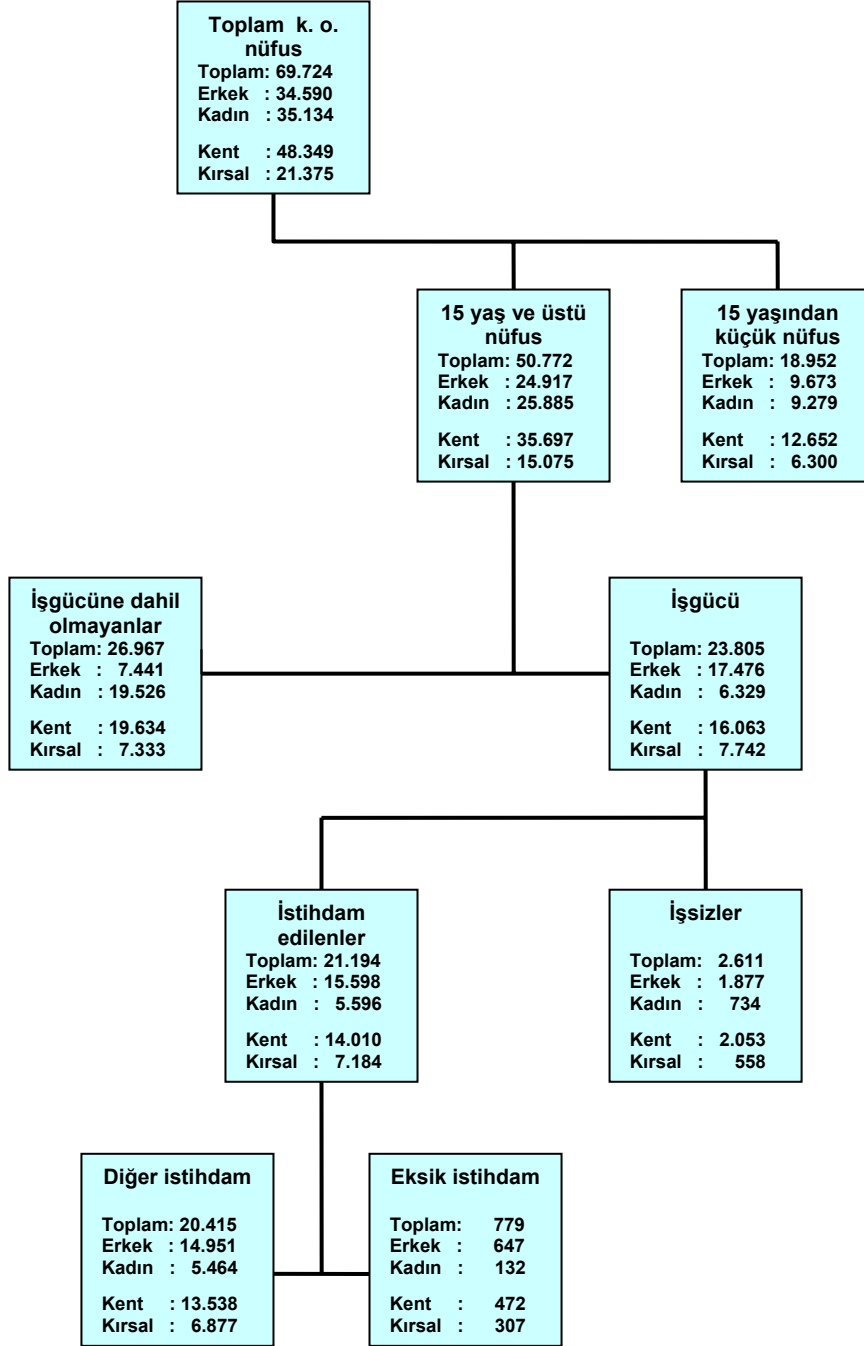 Toplam k. o.
nüfus
Toplam: 69.724
Erkek : 34.590
Kadın : 35.134
Kent : 48.349
Kırsal : 21.375
15 yaş ve üstü
nüfus
Toplam: 50.772
Erkek : 24.917
Kadın : 25.885
Kent : 35.697
Kırsal : 15.075
15 yaşından
küçük nüfus
Toplam: 18.952
Erkek : 9.673
Kadın : 9.279
Kent : 12.652
Kırsal : 6.300
İşgücüne dahil
olmayanlar
Toplam: 26.967
Erkek : 7.441
Kadın : 19.526
Kent : 19.634
Kırsal : 7.333
İşgücü
Toplam: 23.805
Erkek : 17.476
Kadın : 6.329
Kent : 16.063
Kırsal : 7.742
İstihdam
edilenler
Toplam: 21.194
Erkek : 15.598
Kadın : 5.596
Kent : 14.010
Kırsal : 7.184
İşsizler
Toplam: 2.611
Erkek : 1.877
Kadın : 734
Kent : 2.053
Kırsal : 558
Diğer istihdam
Toplam: 20.415
Erkek : 14.951
Kadın : 5.464
Kent : 13.538
Kırsal : 6.877
Eksik istihdam
Toplam: 779
Erkek : 647
Kadın : 132
Kent : 472
Kırsal : 307